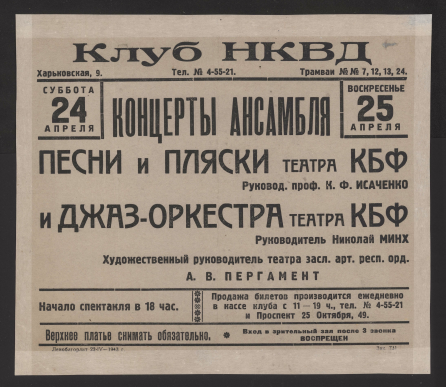 Клуб НКВД
Харьковская, 9. Тел. № 4-55-21. Трамваи №№ 7, 12, 13, 24.
СУББОТА
24
АПРЕЛЯ
КОНЦЕРТЫ АНСАМБЛЯ
ВОСКРЕСЕНЬЕ
25
АПРЕЛЯ
ПЕСНИ и ПЛЯСКИ ТЕАТРА КБФ
Руковод. проф. К. Ф. ИСАЧЕНКО
и ДЖАЗ-ОРКЕСТРА ТЕАТРА КБФ
Руководитель Николай МИНХ
Художественный руководитель театра засл. арт. респ. орд.
А. В. ПЕРГАМЕНТ
Начало спектакля в 18 час.
Продажа билетов производится ежедневно
в кассе клуба с 11—19 ч., тел. № 4-55-21
и Проспект 25 Октября, 49.
Верхнее платье снимать обязательно.
Вход в зрительный зал после 3 звонка
ВОСПРЕЩЕН